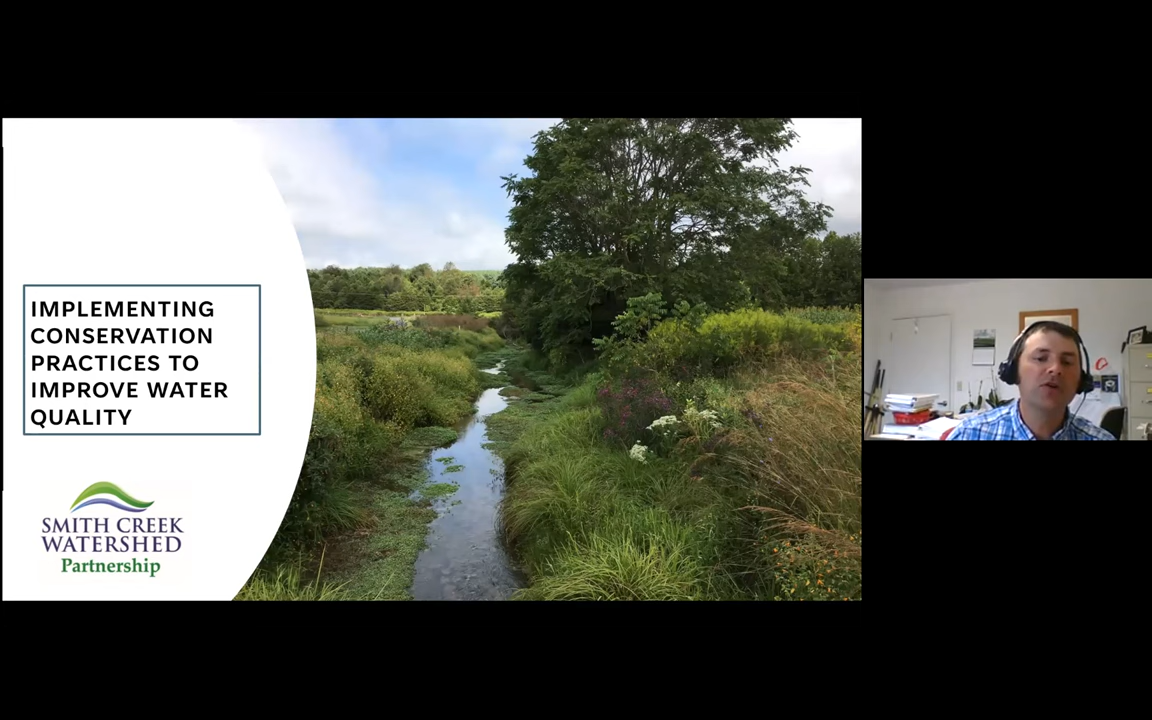 IMPLEMENTING
CONSERVATION
PRACTICES TO
IMPROVE WATER
QUALITY
SMITH CREEK
WATERSHED
Partnership